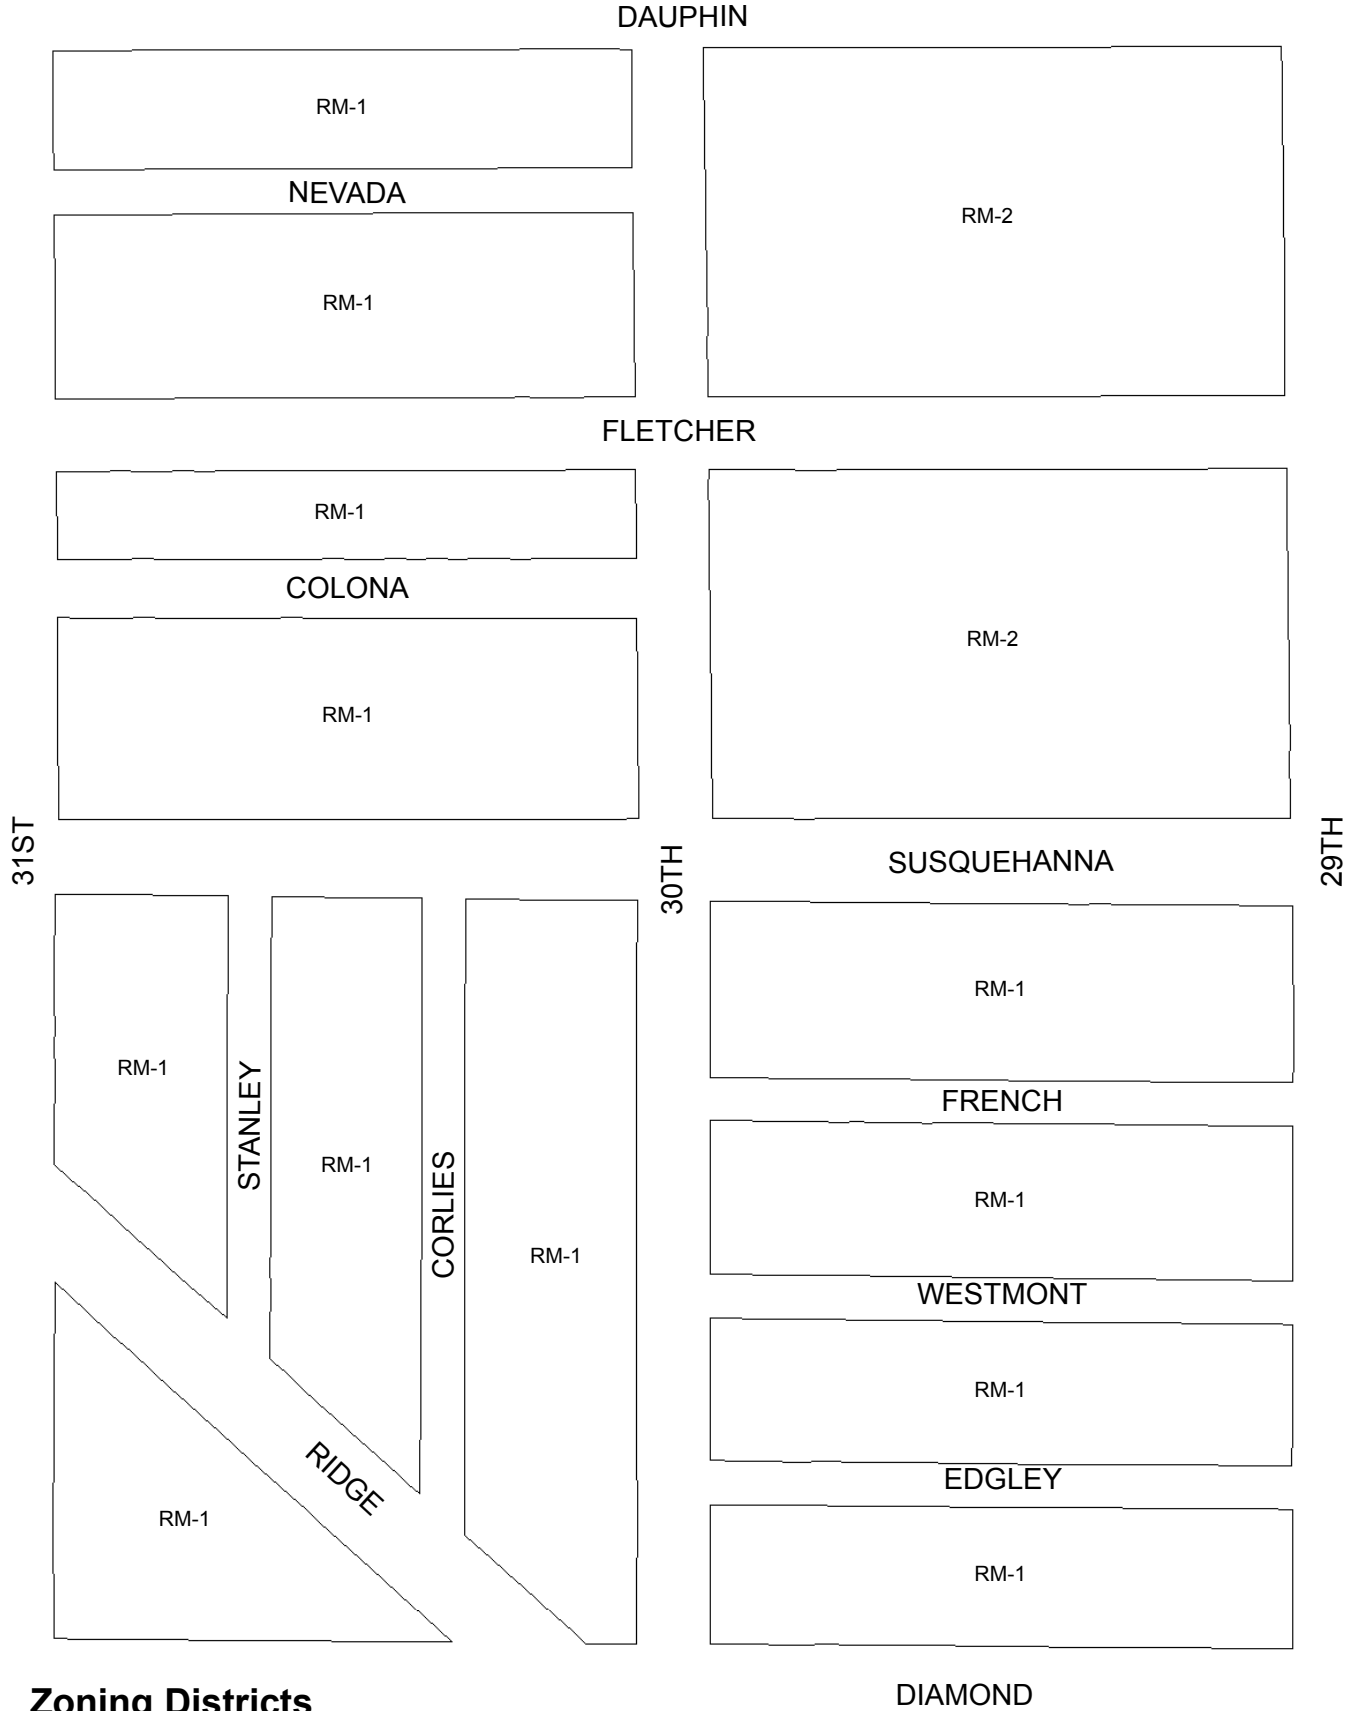 DAUPHIN
RM-1
NEVADA
RM-2
RM-1
FLETCHER
RM-1
COLONA
RM-2
RM-1
31ST
30TH
SUSQUEHANNA
29TH
RM-1
RM-1
STANLEY
FRENCH
RM-1
CORLIES
RM-1
RM-1
WESTMONT
RM-1
RIDGE
EDGLEY
RM-1
RM-1
DIAMOND
Zoning Districts